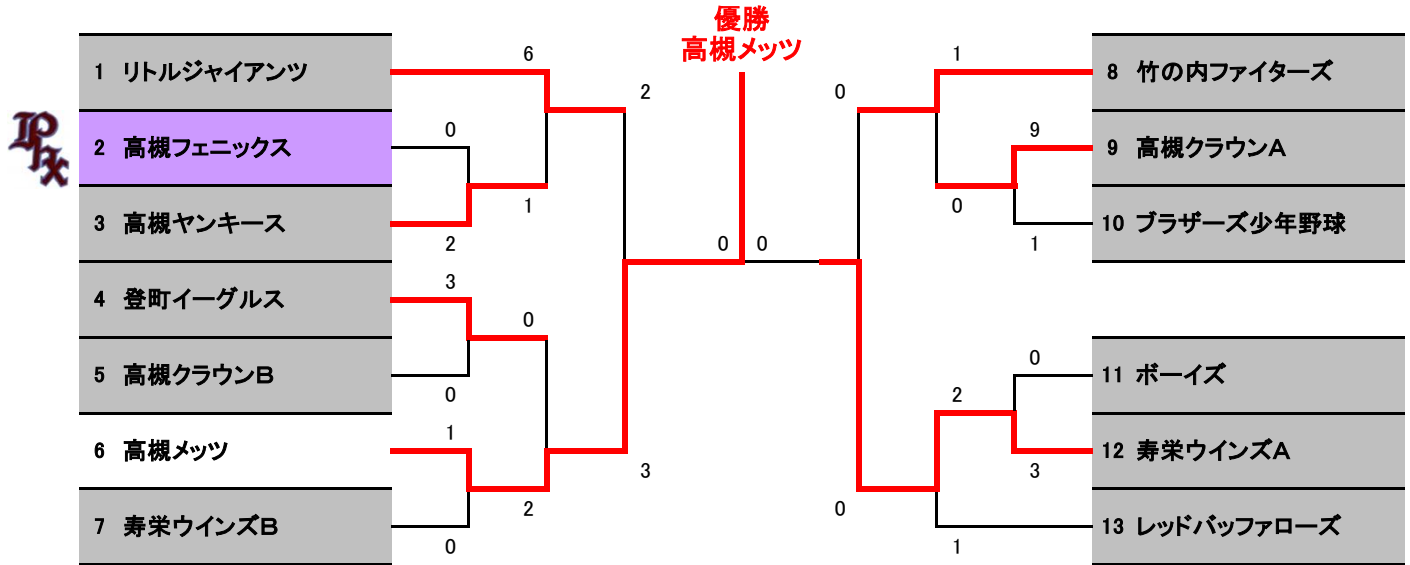 優勝
高槻メッツ
1 リトルジャイアンツ
2 高槻フェニックス
3 高槻ヤンキース
4 登町イーグルス
5 高槻クラウンB
6 高槻メッツ
7 寿栄ウインズB
6
0
1
2
3
0
0
1
2
0
2
3
0 0
0
0
1
9
0
1
0
2
3
1
8 竹の内ファイターズ
9 高槻クラウンA
10 ブラザーズ少年野球
11 ボーイズ
12 寿栄ウインズA
13 レッドバッファローズ
Phx